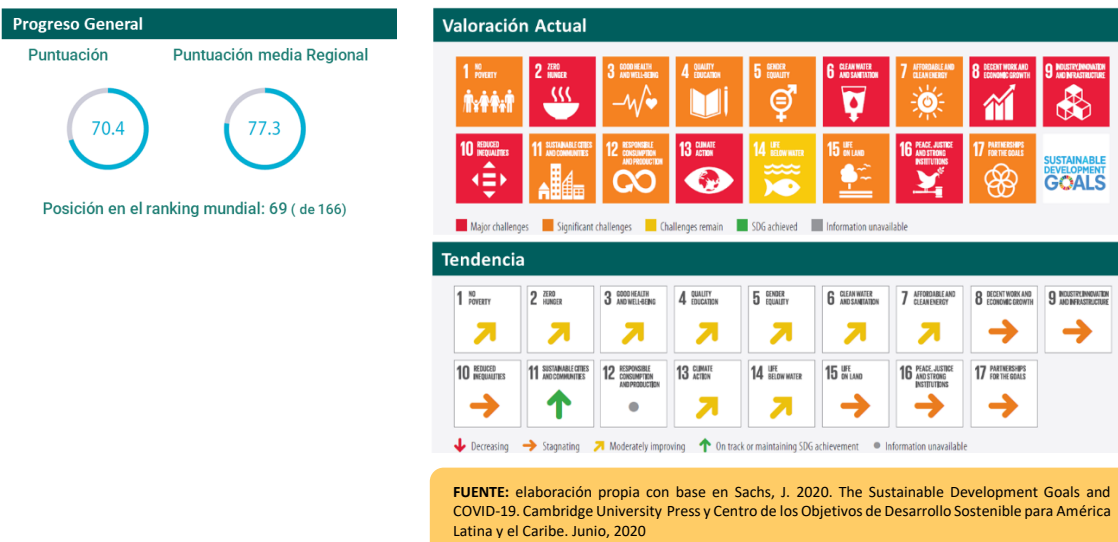 Progreso General
Puntuación
Puntuación media Regional
70.4
77.3
Posición en el ranking mundial: 69 ( de 166)
Valoración Actual
1 NO POVERTY
2 ZERO HUNGER
3 GOOD HEALTH AND WELL-BEING
4 QUALITY EDUCATION
5 GENDER EQUALITY
6 CLEAN WATER AND SANITATION
7 AFFORDABLE AND CLEAN ENERGY
8 DECENT WORK AND ECONOMIC GROWTH
9 INDUSTRY, INNOVATION AND INFRASTRUCTURE
10 REDUCED INEQUALITIES
11 SUSTAINABLE CITIES AND COMMUNITIES
12 RESPONSIBLE CONSUMPTION AND PRODUCTION
13 CLIMATE ACTION
14 LIFE BELOW WATER
15 LIFE ON LAND
16 PEACE, JUSTICE AND STRONG INSTITUTIONS
17 PARTNERSHIPS FOR THE GOALS
SUSTAINABLE
DEVELOPMENT
GOALS
Major challenges
Significant challenges
Challenges remain
SDG achieved
Information unavailable
Tendencia
1 NO POVERTY
2 ZERO HUNGER
3 GOOD HEALTH AND WELL-BEING
4 QUALITY EDUCATION
5 GENDER EQUALITY
6 CLEAN WATER AND SANITATION
7 AFFORDABLE AND CLEAN ENERGY
8 DECENT WORK AND ECONOMIC GROWTH
9 INDUSTRY, INNOVATION AND INFRASTRUCTURE
10 REDUCED INEQUALITIES
11 SUSTAINABLE CITIES AND COMMUNITIES
12 RESPONSIBLE CONSUMPTION AND PRODUCTION
13 CLIMATE ACTION
14 LIFE BELOW WATER
15 LIFE ON LAND
16 PEACE, JUSTICE AND STRONG INSTITUTIONS
17 PARTNERSHIPS FOR THE GOALS
Decreasing
Stagnating
Moderately improving
On track or maintaining SDG achievement
Information unavailable
FUENTE: elaboración propia con base en Sachs, J. 2020. The Sustainable Development Goals and
COVID-19. Cambridge University Press y Centro de los Objetivos de Desarrollo Sostenible para América
Latina y el Caribe. Junio, 2020